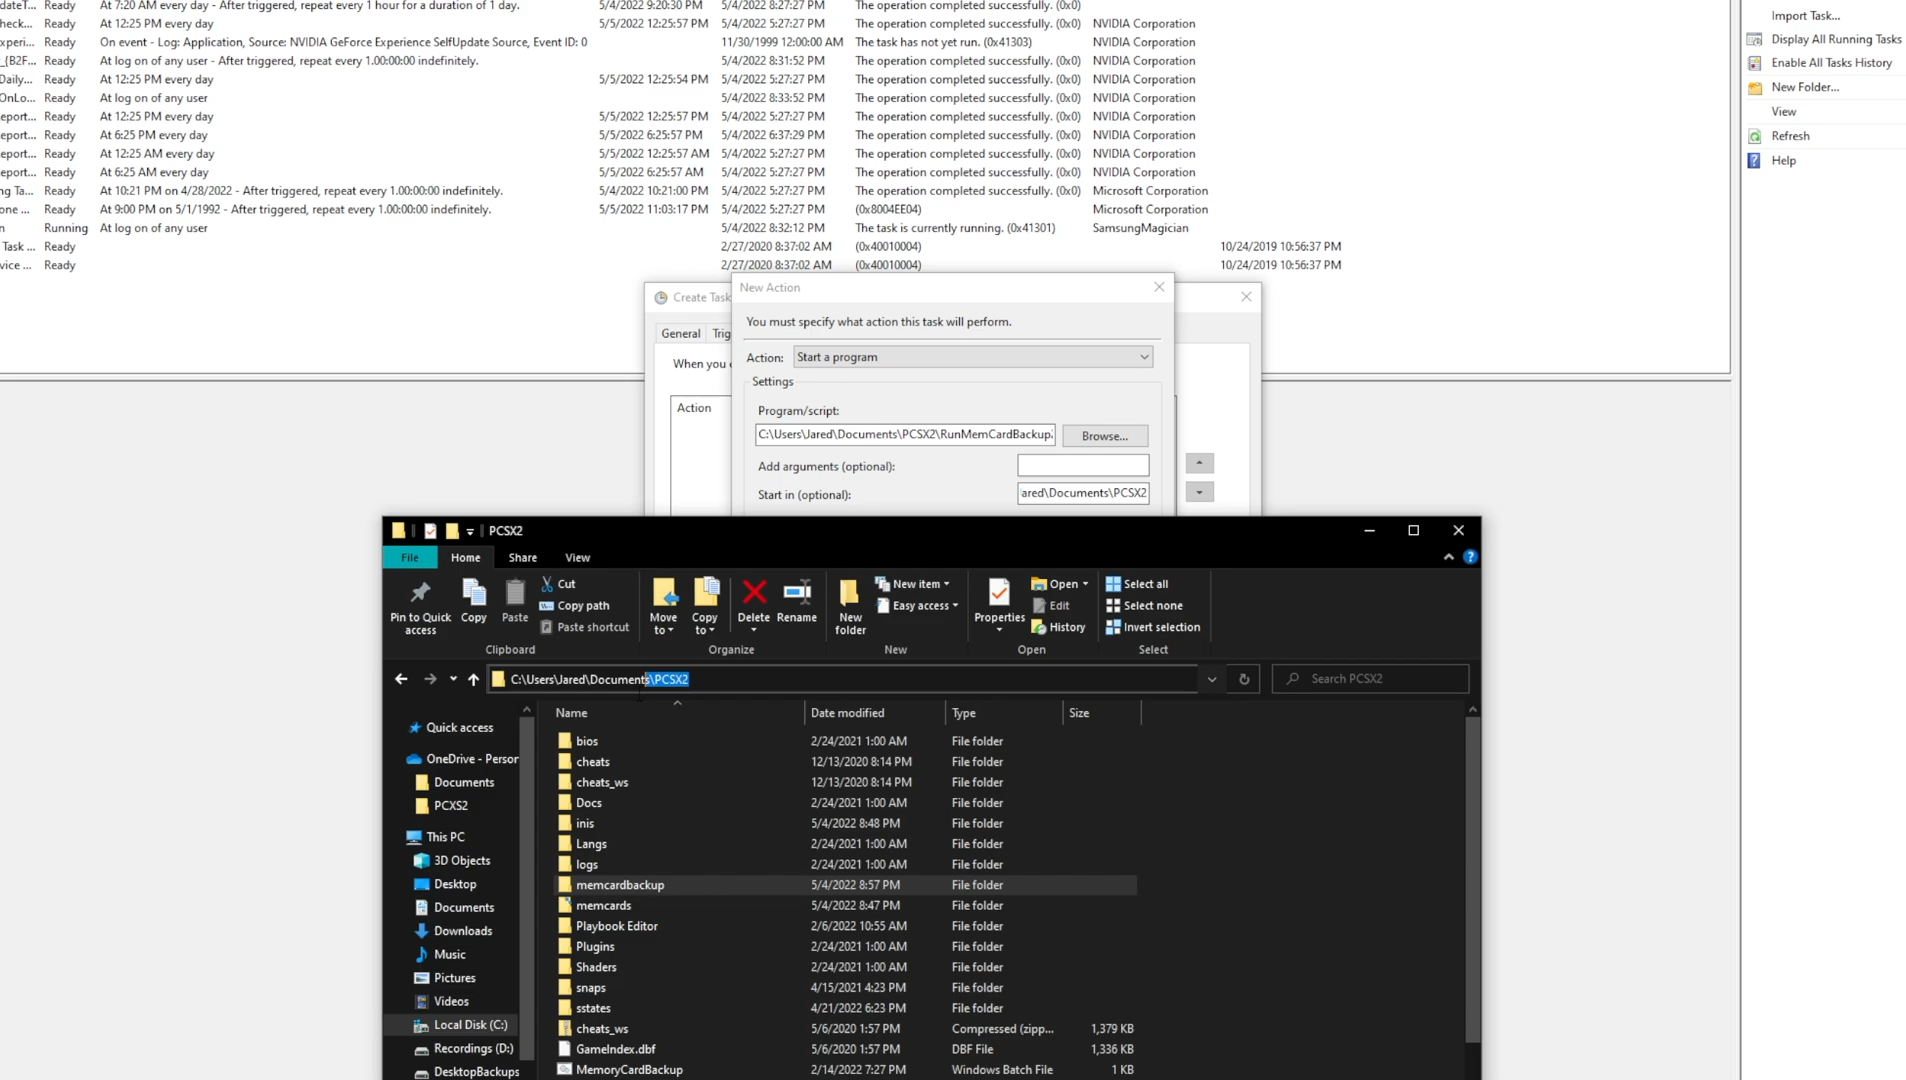 dateT... Ready At 7:20 AM every day - After triggered, repeat every 1 hour for a duration of 1 day. 5/4/2022 9:20:30 PM 5/4/2022 8:27:27 PM The operation completed successfully. (0x0)
heck... Ready At 12:25 PM every day 5/5/2022 12:25:57 PM 5/4/2022 5:27:27 PM The operation completed successfully. (0x0) NVIDIA Corporation
xperi... Ready On event - Log: Application, Source: NVIDIA GeForce Experience SelfUpdate Source, Event ID: 0 11/30/1999 12:00:00 AM The task has not yet run. (0x41303) NVIDIA Corporation
_{B2F... Ready At log on of any user - After triggered, repeat every 1.00:00:00 indefinitely. 5/4/2022 8:31:52 PM The operation completed successfully. (0x0) NVIDIA Corporation
Daily... Ready At 12:25 PM every day 5/5/2022 12:25:54 PM 5/4/2022 5:27:27 PM The operation completed successfully. (0x0) NVIDIA Corporation
OnLo... Ready At log on of any user 5/4/2022 8:33:52 PM The operation completed successfully. (0x0) NVIDIA Corporation
eport... Ready At 12:25 PM every day 5/5/2022 12:25:57 PM 5/4/2022 5:27:27 PM The operation completed successfully. (0x0) NVIDIA Corporation
eport... Ready At 6:25 PM every day 5/5/2022 6:25:57 PM 5/4/2022 6:37:29 PM The operation completed successfully. (0x0) NVIDIA Corporation
eport... Ready At 12:25 AM every day 5/5/2022 12:25:57 AM 5/4/2022 5:27:27 PM The operation completed successfully. (0x0) NVIDIA Corporation
eport... Ready At 6:25 AM every day 5/5/2022 6:25:57 AM 5/4/2022 5:27:27 PM The operation completed successfully. (0x0) NVIDIA Corporation
ng Ta... Ready At 10:21 PM on 4/28/2022 - After triggered, repeat every 1.00:00:00 indefinitely. 5/4/2022 10:21:00 PM 5/4/2022 5:27:27 PM The operation completed successfully. (0x0) Microsoft Corporation
one ... Ready At 9:00 PM on 5/1/1992 - After triggered, repeat every 1.00:00:00 indefinitely. 5/5/2022 11:03:17 PM 5/4/2022 5:27:27 PM (0x8004EE04) Microsoft Corporation
n Running At log on of any user 5/4/2022 8:32:12 PM The task is currently running. (0x41301) SamsungMagician
Task ... Ready 2/27/2020 8:37:02 AM (0x40010004) 10/24/2019 10:56:37 PM
vice ... Ready 2/27/2020 8:37:02 AM (0x40010004) 10/24/2019 10:56:37 PM
Import Task...
Display All Running Tasks
Enable All Tasks History
New Folder...
View
Refresh
Help
Create Task
General Trig
When you c
Action
New Action
You must specify what action this task will perform.
Action: Start a program
Settings
Program/script:
C:\Users\Jared\Documents\PCSX2\RunMemCardBackup. Browse...
Add arguments (optional):
Start in (optional): ared\Documents\PCSX2
PCSX2
File Home Share View
Pin to Quick access
Copy
Paste
Cut
Copy path
Paste shortcut
Clipboard
Move to
Copy to
Delete
Rename
Organize
New folder
New item
Easy access
New
Properties
Open
Edit
History
Open
Select all
Select none
Invert selection
Select
C:\Users\Jared\Documents\PCSX2
Search PCSX2
Quick access
OneDrive - Person
Documents
PCXS2
This PC
3D Objects
Desktop
Documents
Downloads
Music
Pictures
Videos
Local Disk (C:)
Recordings (D:)
DesktopBackups
Name Date modified Type Size
bios 2/24/2021 1:00 AM File folder
cheats 12/13/2020 8:14 PM File folder
cheats_ws 12/13/2020 8:14 PM File folder
Docs 2/24/2021 1:00 AM File folder
inis 5/4/2022 8:48 PM File folder
Langs 2/24/2021 1:00 AM File folder
logs 2/24/2021 1:00 AM File folder
memcardbackup 5/4/2022 8:57 PM File folder
memcards 5/4/2022 8:47 PM File folder
Playbook Editor 2/6/2022 10:55 AM File folder
Plugins 2/24/2021 1:00 AM File folder
Shaders 2/24/2021 1:00 AM File folder
snaps 4/15/2021 4:23 PM File folder
sstates 4/21/2022 6:23 PM File folder
cheats_ws 5/6/2020 1:57 PM Compressed (zipp... 1,379 KB
GameIndex.dbf 5/6/2020 1:57 PM DBF File 1,336 KB
MemoryCardBackup 2/14/2022 7:27 PM Windows Batch File 1 KB